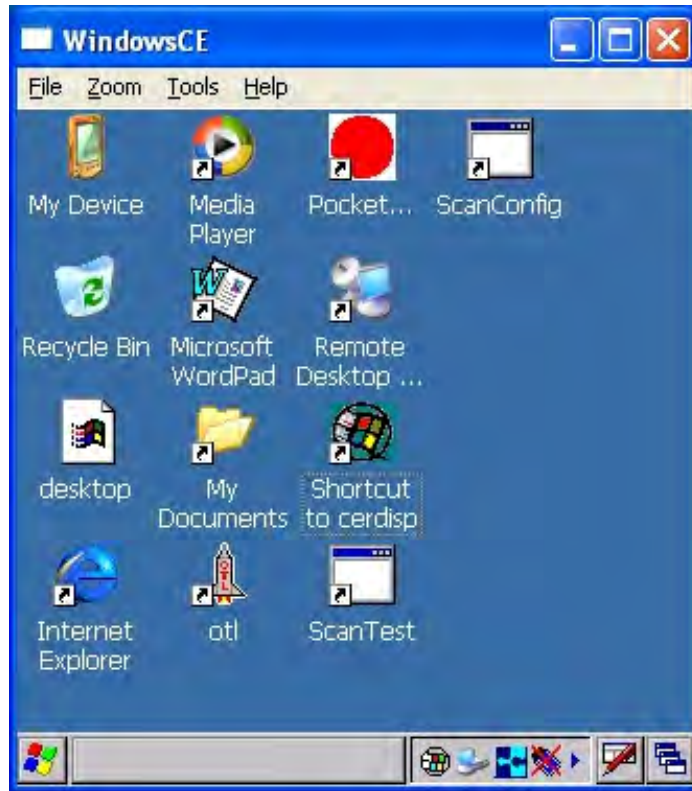 WindowsCE
File Zoom Tools Help
My Device
Media
Player
Pocket...
ScanConfig
Recycle Bin
Microsoft
WordPad
Remote
Desktop ...
desktop
My
Documents
Shortcut
to cerdisp
Internet
Explorer
OTL
otl
ScanTest